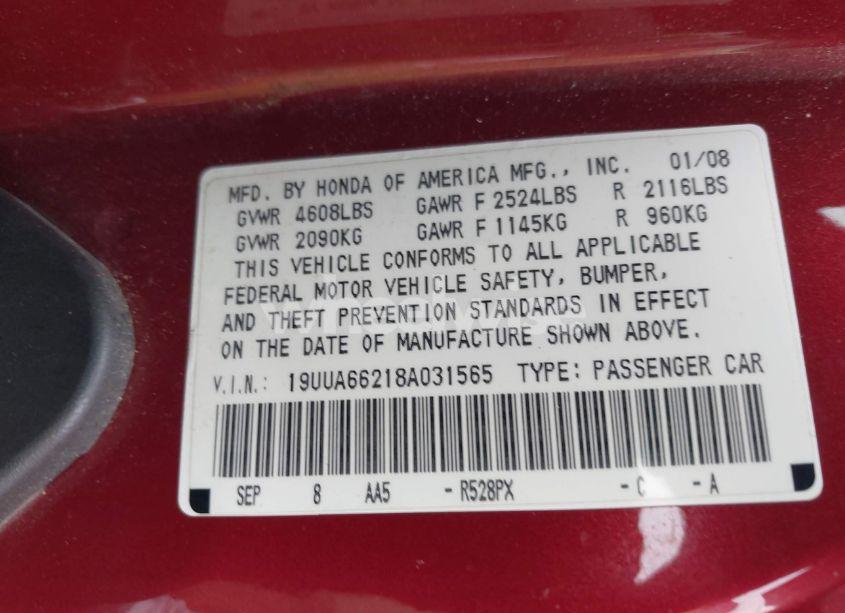 MFD. BY HONDA OF AMERICA MFG., INC. 01/08
GVWR 4608LBS GAWR F 2524LBS R 2116LBS
GVWR 2090KG GAWR F 1145KG R 960KG
THIS VEHICLE CONFORMS TO ALL APPLICABLE
FEDERAL MOTOR VEHICLE SAFETY, BUMPER,
AND THEFT PREVENTION STANDARDS IN EFFECT
ON THE DATE OF MANUFACTURE SHOWN ABOVE.
V.I.N.: 19UUA66218A031565 TYPE: PASSENGER CAR
SEP 8 AA5 - R528PX - C - A